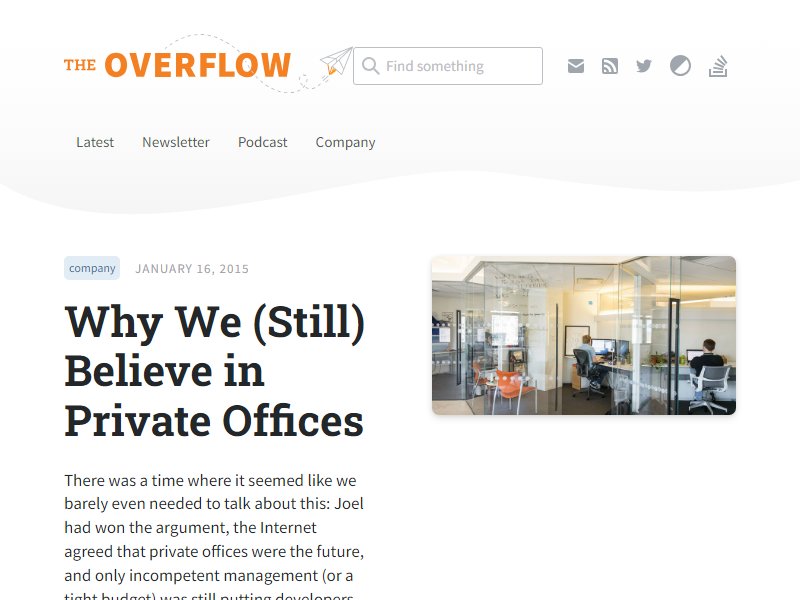 THE OVERFLOW
Find something
Latest Newsletter Podcast Company
company JANUARY 16, 2015
Why We (Still)
Believe in
Private Offices
There was a time where it seemed like we
barely even needed to talk about this: Joel
had won the argument, the Internet
agreed that private offices were the future,
and only incompetent management (or a
tight budget) was still putting developers